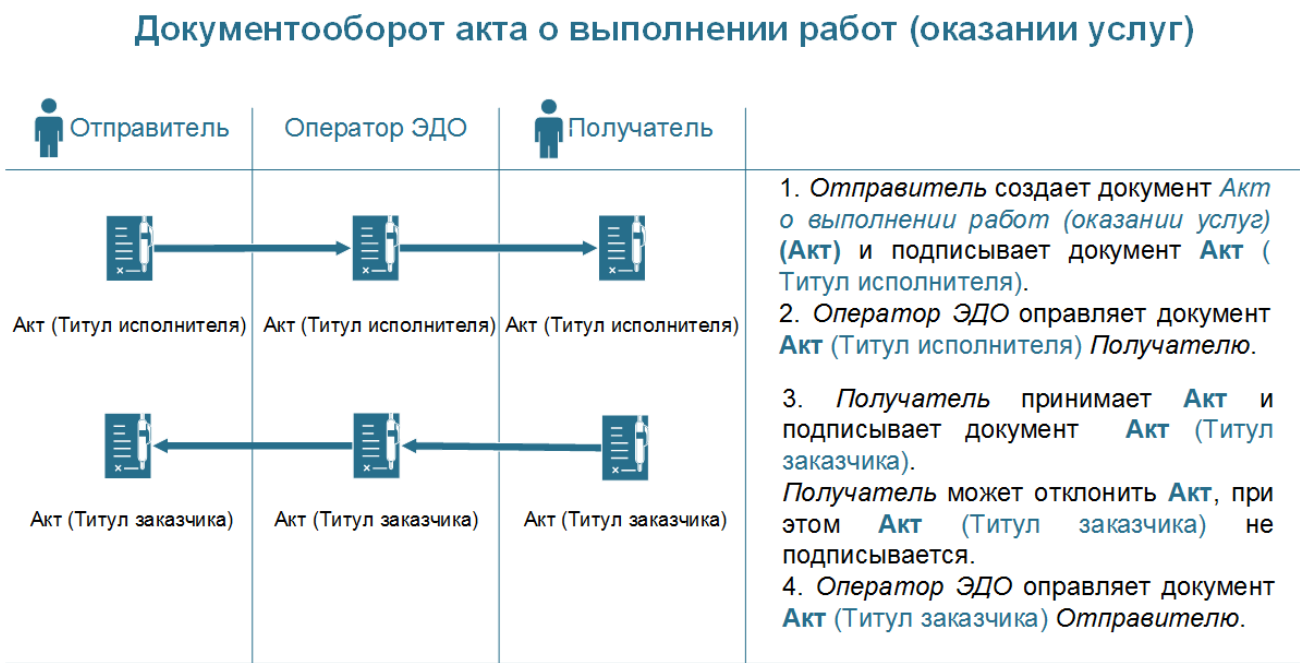 Документооборот акта о выполнении работ (оказании услуг)
Отправитель
Оператор ЭДО
Получатель
Акт (Титул исполнителя)
Акт (Титул исполнителя)
Акт (Титул исполнителя)
Акт (Титул заказчика)
Акт (Титул заказчика)
Акт (Титул заказчика)
1. Отправитель создает документ Акт
о выполнении работ (оказании услуг)
(Акт) и подписывает документ Акт (
Титул исполнителя).
2. Оператор ЭДО оправляет документ
Акт (Титул исполнителя) Получателю.
3. Получатель принимает Акт и
подписывает документ Акт (Титул
заказчика).
Получатель может отклонить Акт, при
этом Акт (Титул заказчика) не
подписывается.
4. Оператор ЭДО оправляет документ
Акт (Титул заказчика) Отправителю.